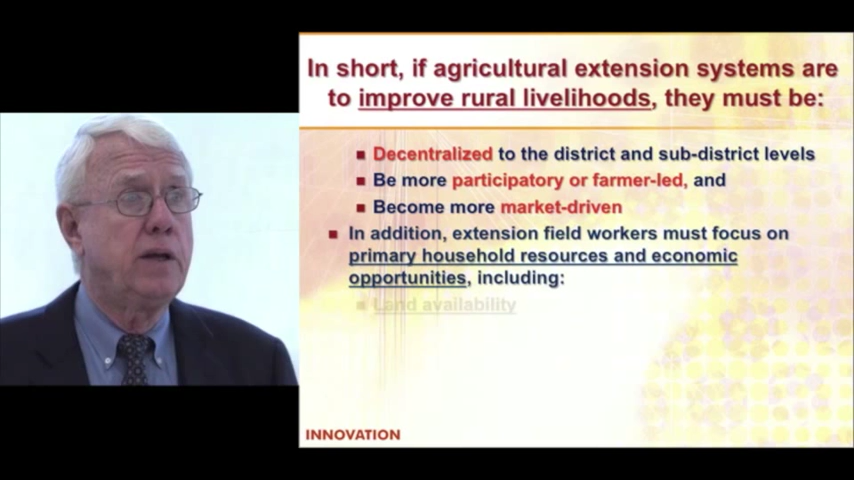 In short, if agricultural extension systems are
to improve rural livelihoods, they must be:
Decentralized to the district and sub-district levels
Be more participatory or farmer-led, and
Become more market-driven
In addition, extension field workers must focus on
primary household resources and economic
opportunities, including:
Land availability
INNOVATION